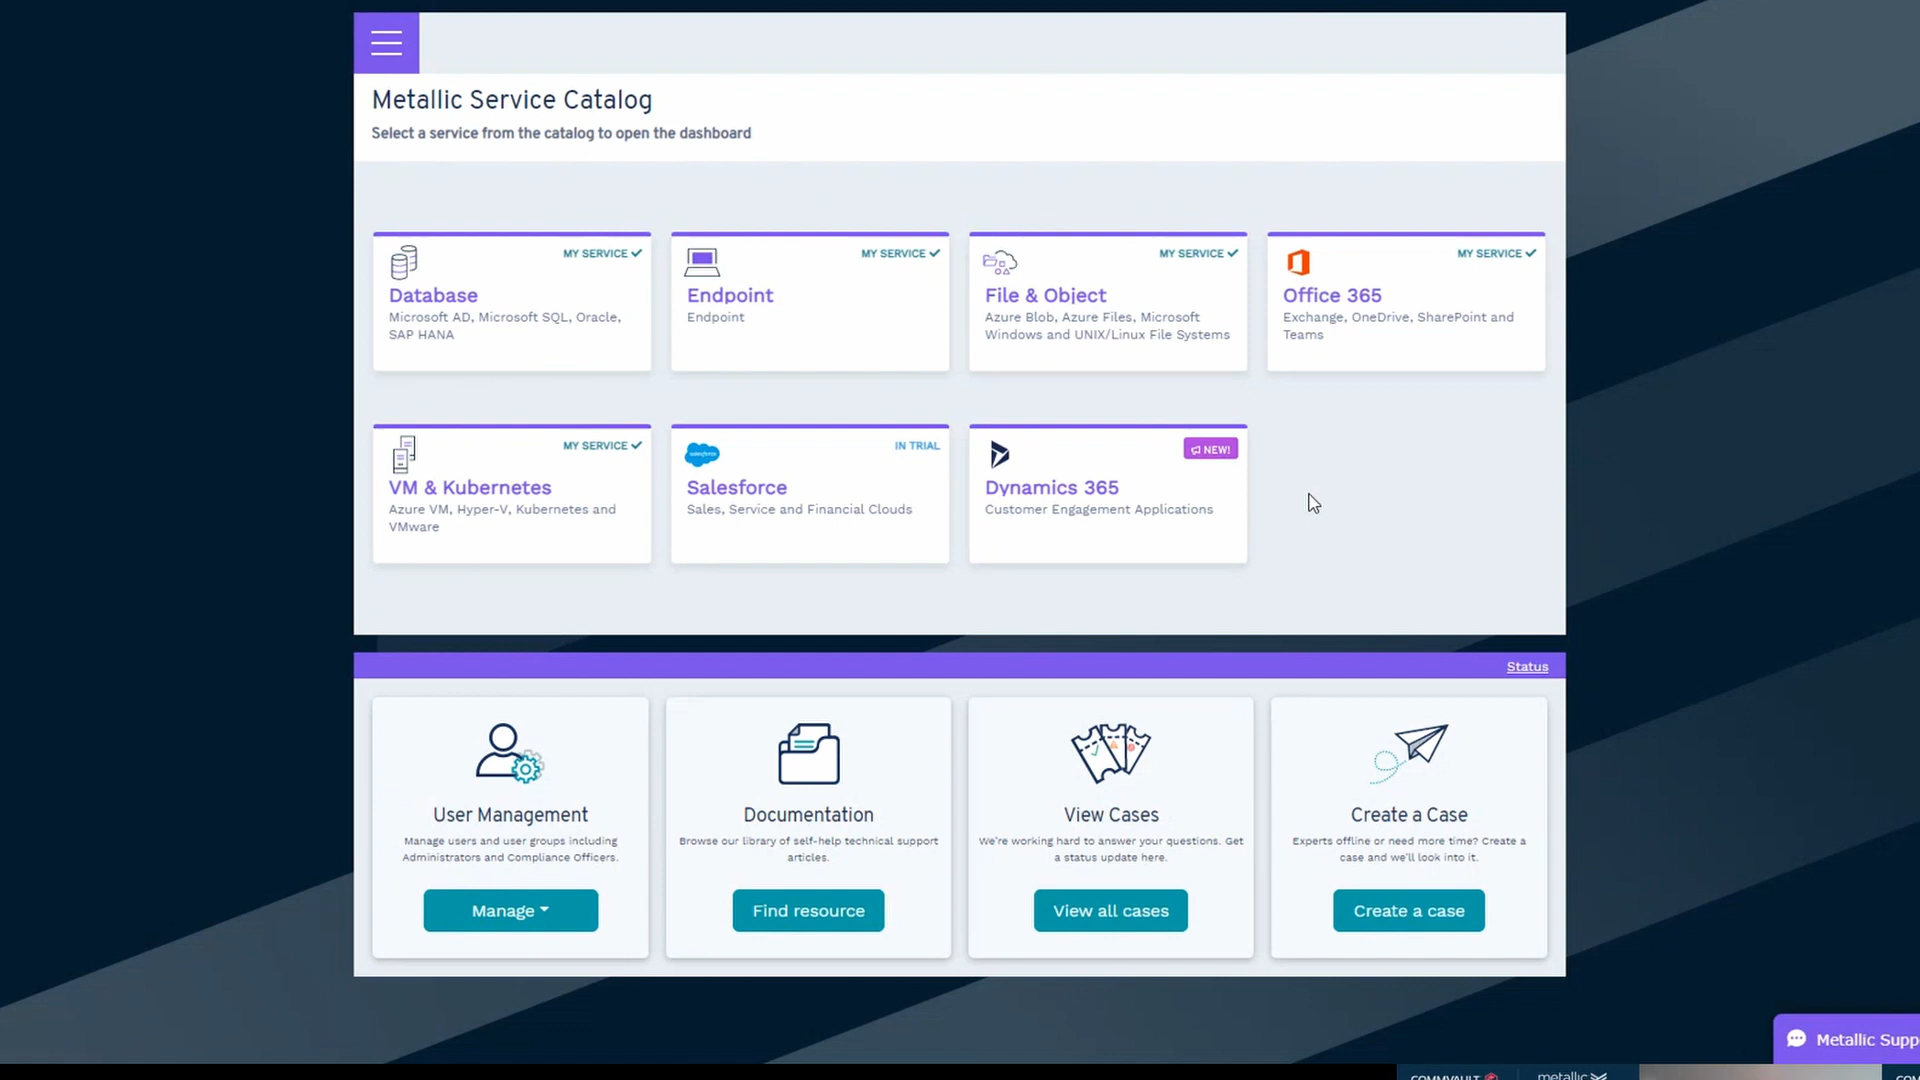 Metallic Service Catalog
Select a service from the catalog to open the dashboard
MY SERVICE
Database
Microsoft AD, Microsoft SQL, Oracle,
SAP HANA
MY SERVICE
Endpoint
Endpoint
MY SERVICE
File & Object
Azure Blob, Azure Files, Microsoft
Windows and UNIX/Linux File Systems
MY SERVICE
Office 365
Exchange, OneDrive, SharePoint and
Teams
MY SERVICE
VM & Kubernetes
Azure VM, Hyper-V, Kubernetes and
VMware
salesforce
IN TRIAL
Salesforce
Sales, Service and Financial Clouds
NEW!
Dynamics 365
Customer Engagement Applications
Status
User Management
Manage users and user groups including
Administrators and Compliance Officers.
Manage
Documentation
Browse our library of self-help technical support
articles.
Find resource
View Cases
We're working hard to answer your questions. Get
a status update here.
View all cases
Create a Case
Experts offline or need more time? Create a
case and we'll look into it.
Create a case
Metallic Supp
COMMVAULT
metallic